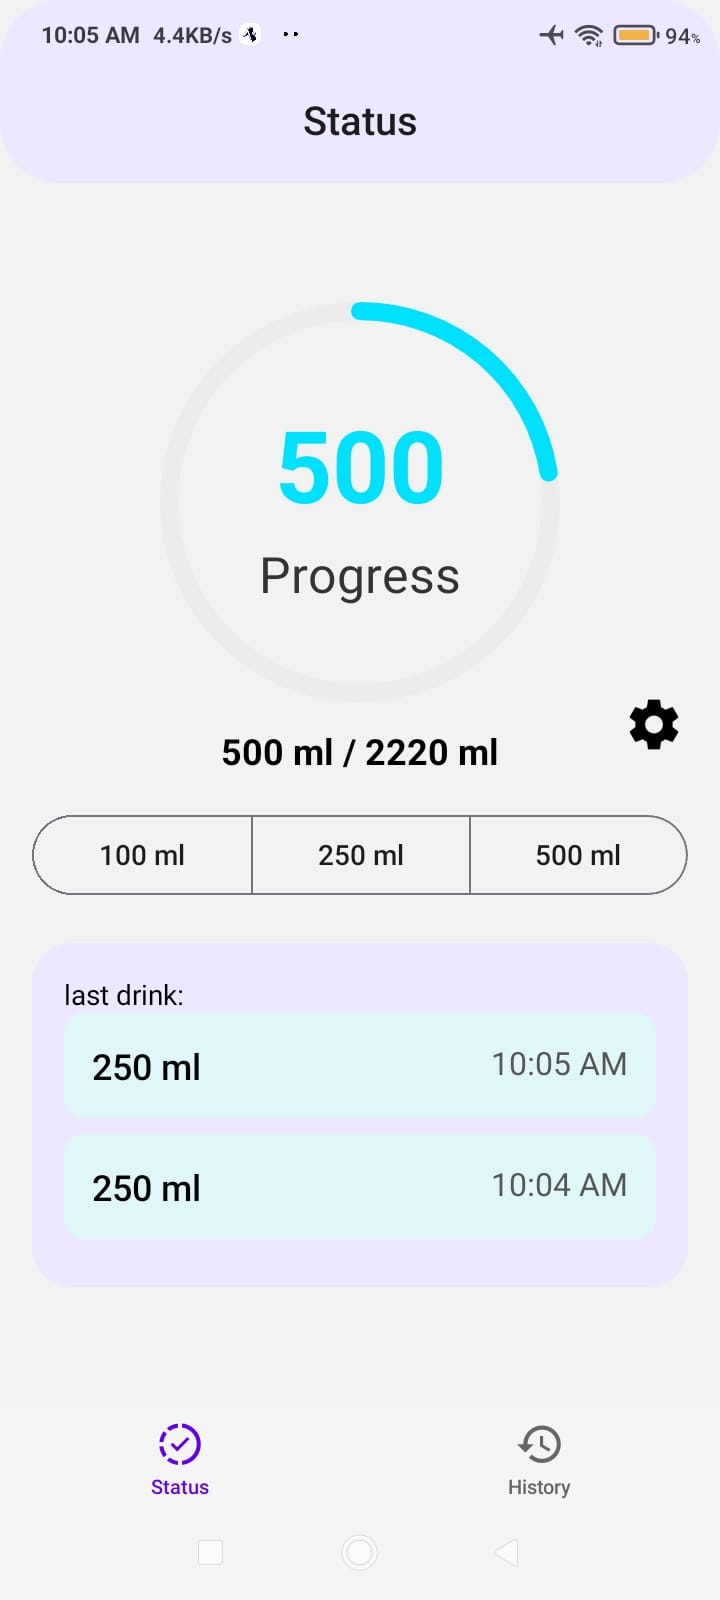 10:05 AM 4.4KB/s 94%
Status
500
Progress
500 ml / 2220 ml
100 ml 250 ml 500 ml
last drink:
250 ml 10:05 AM
250 ml 10:04 AM
Status History